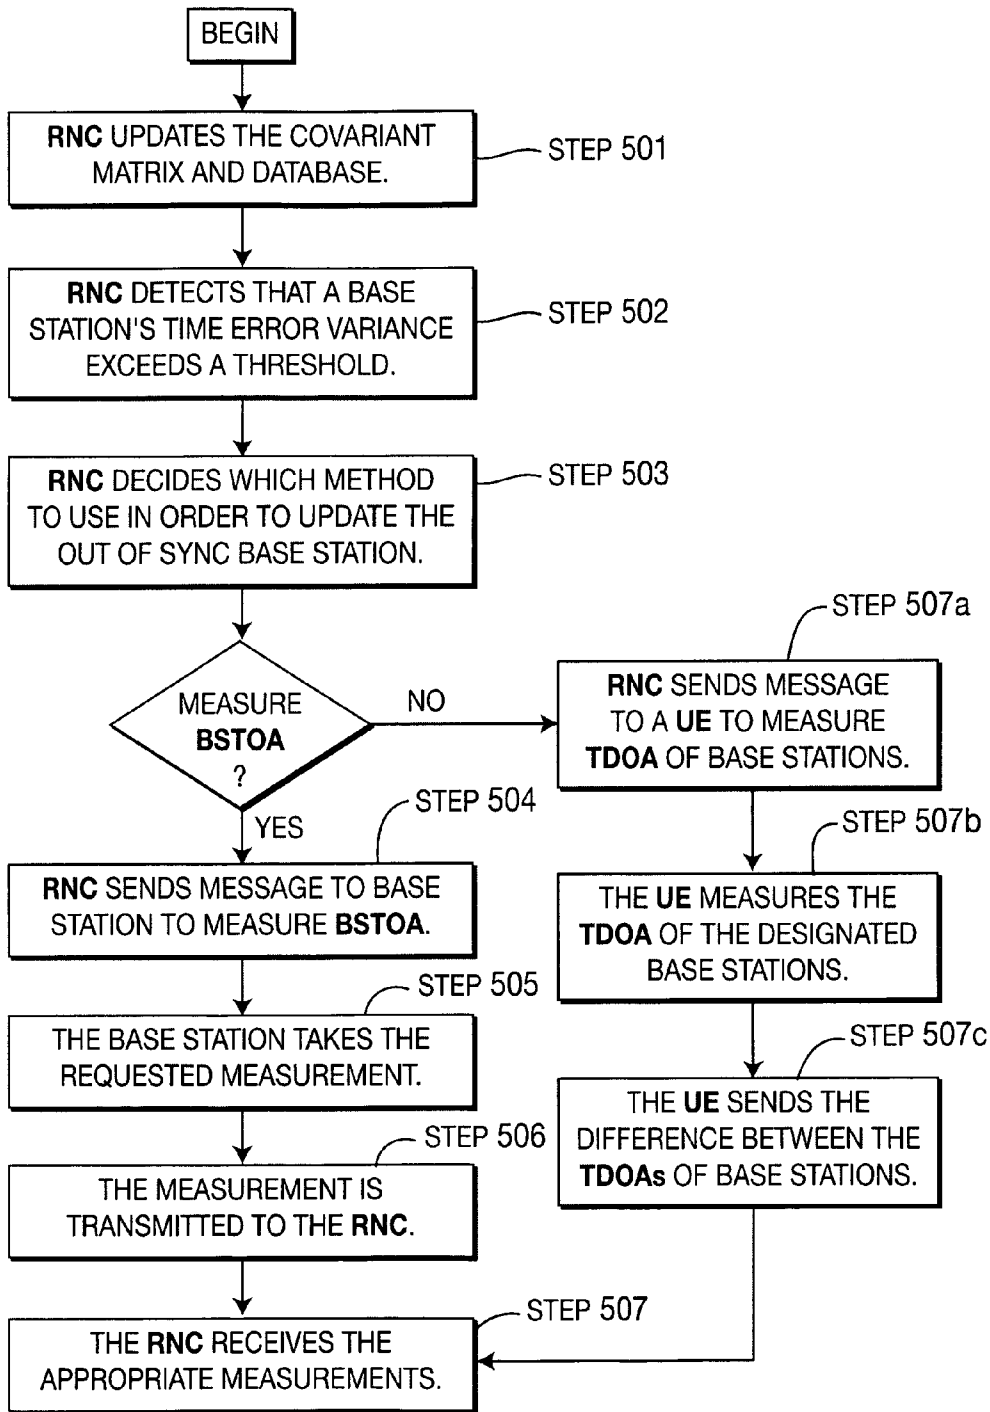 BEGIN
RNC UPDATES THE COVARIANT
MATRIX AND DATABASE.
STEP 501
RNC DETECTS THAT A BASE
STATION'S TIME ERROR VARIANCE
EXCEEDS A THRESHOLD.
STEP 502
RNC DECIDES WHICH METHOD
TO USE IN ORDER TO UPDATE THE
OUT OF SYNC BASE STATION.
STEP 503
MEASURE
BSTOA
?
NO
YES
STEP 507a
RNC SENDS MESSAGE
TO A UE TO MEASURE
TDOA OF BASE STATIONS.
STEP 504
RNC SENDS MESSAGE TO BASE
STATION TO MEASURE BSTOA.
STEP 507b
THE UE MEASURES THE
TDOA OF THE DESIGNATED
BASE STATIONS.
STEP 505
THE BASE STATION TAKES THE
REQUESTED MEASUREMENT.
STEP 507c
THE UE SENDS THE
DIFFERENCE BETWEEN THE
TDOAs OF BASE STATIONS.
STEP 506
THE MEASUREMENT IS
TRANSMITTED TO THE RNC.
STEP 507
THE RNC RECEIVES THE
APPROPRIATE MEASUREMENTS.